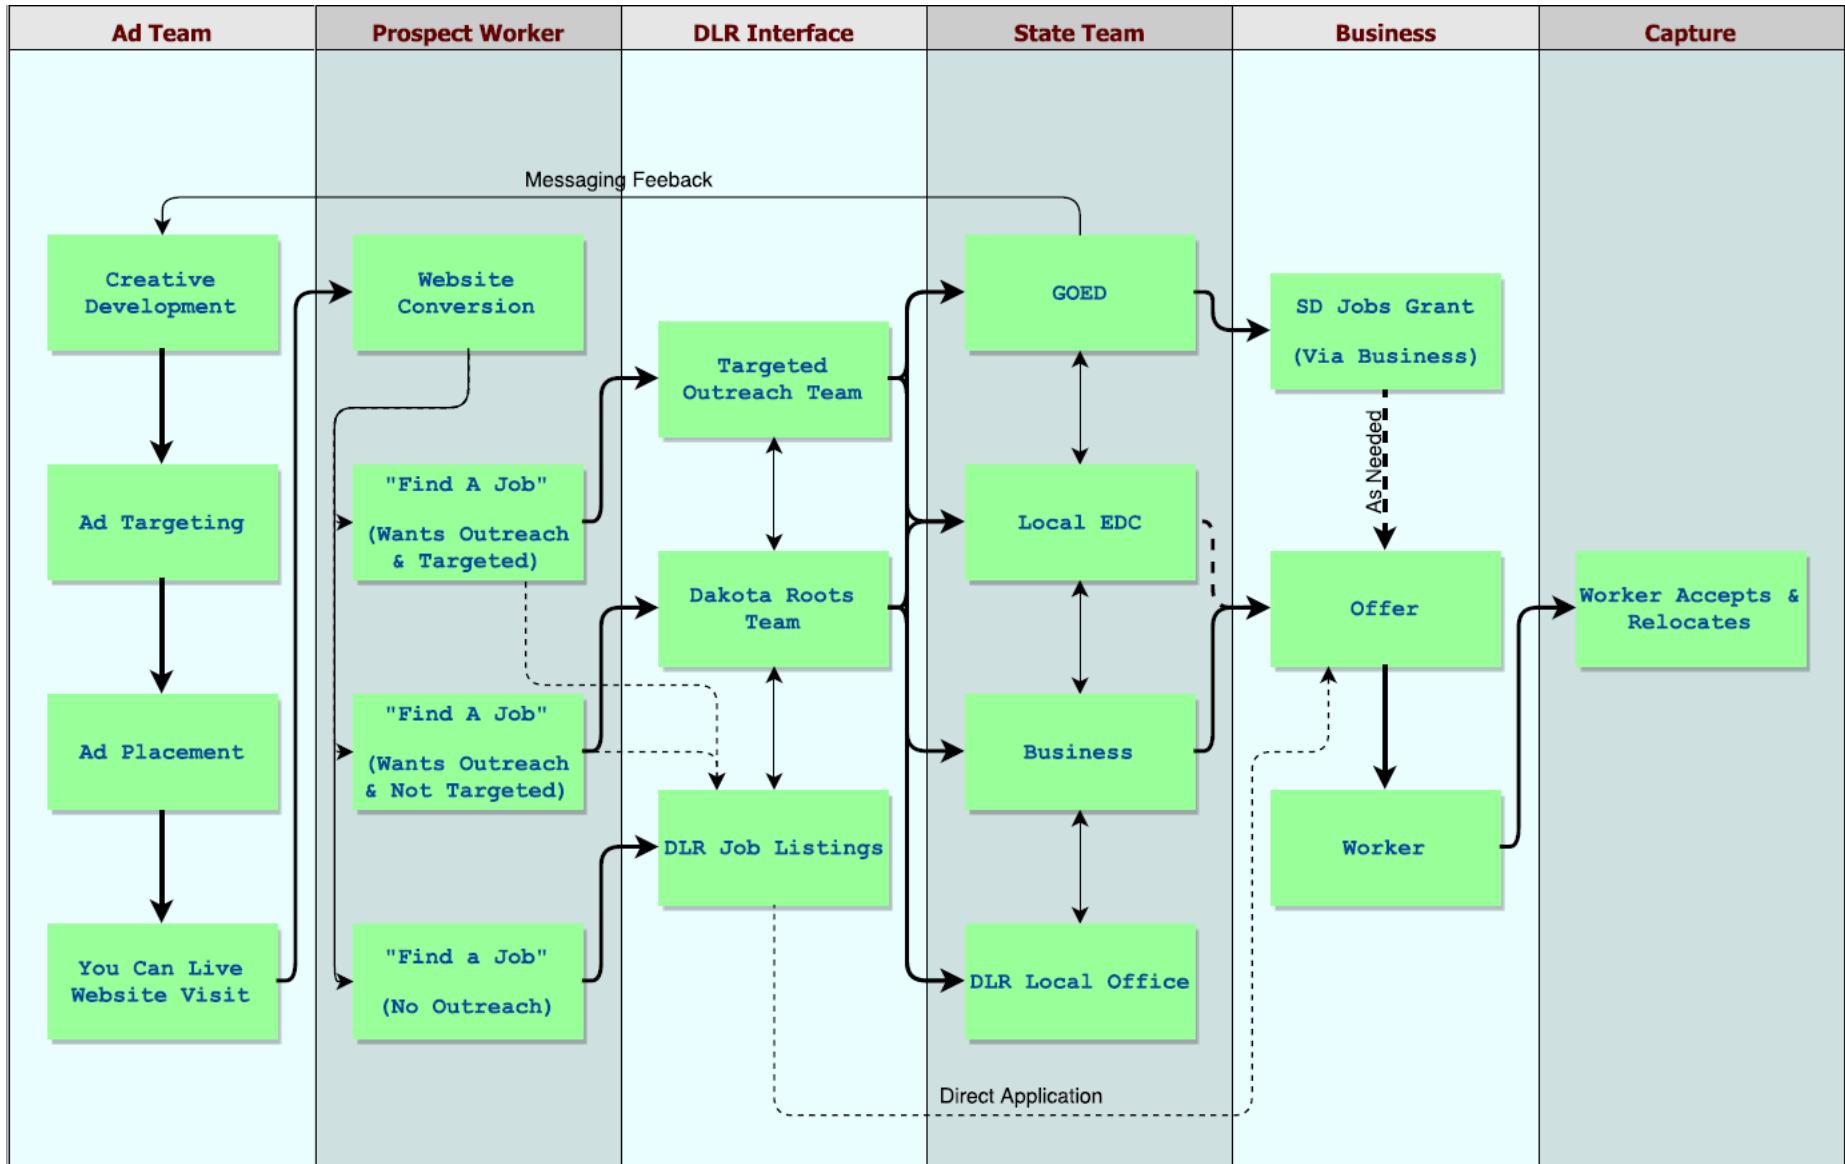 Ad Team
Prospect Worker
DLR Interface
State Team
Business
Capture
Messaging Feeback
Creative
Development
Ad Targeting
Ad Placement
You Can Live
Website Visit
Website
Conversion
"Find A Job"
(Wants Outreach
& Targeted)
"Find A Job"
(Wants Outreach
& Not Targeted)
"Find a Job"
(No Outreach)
Targeted
Outreach Team
Dakota Roots
Team
DLR Job Listings
GOED
Local EDC
Business
DLR Local Office
Direct Application
SD Jobs Grant
(Via Business)
As Needed
Offer
Worker
Worker Accepts &
Relocates